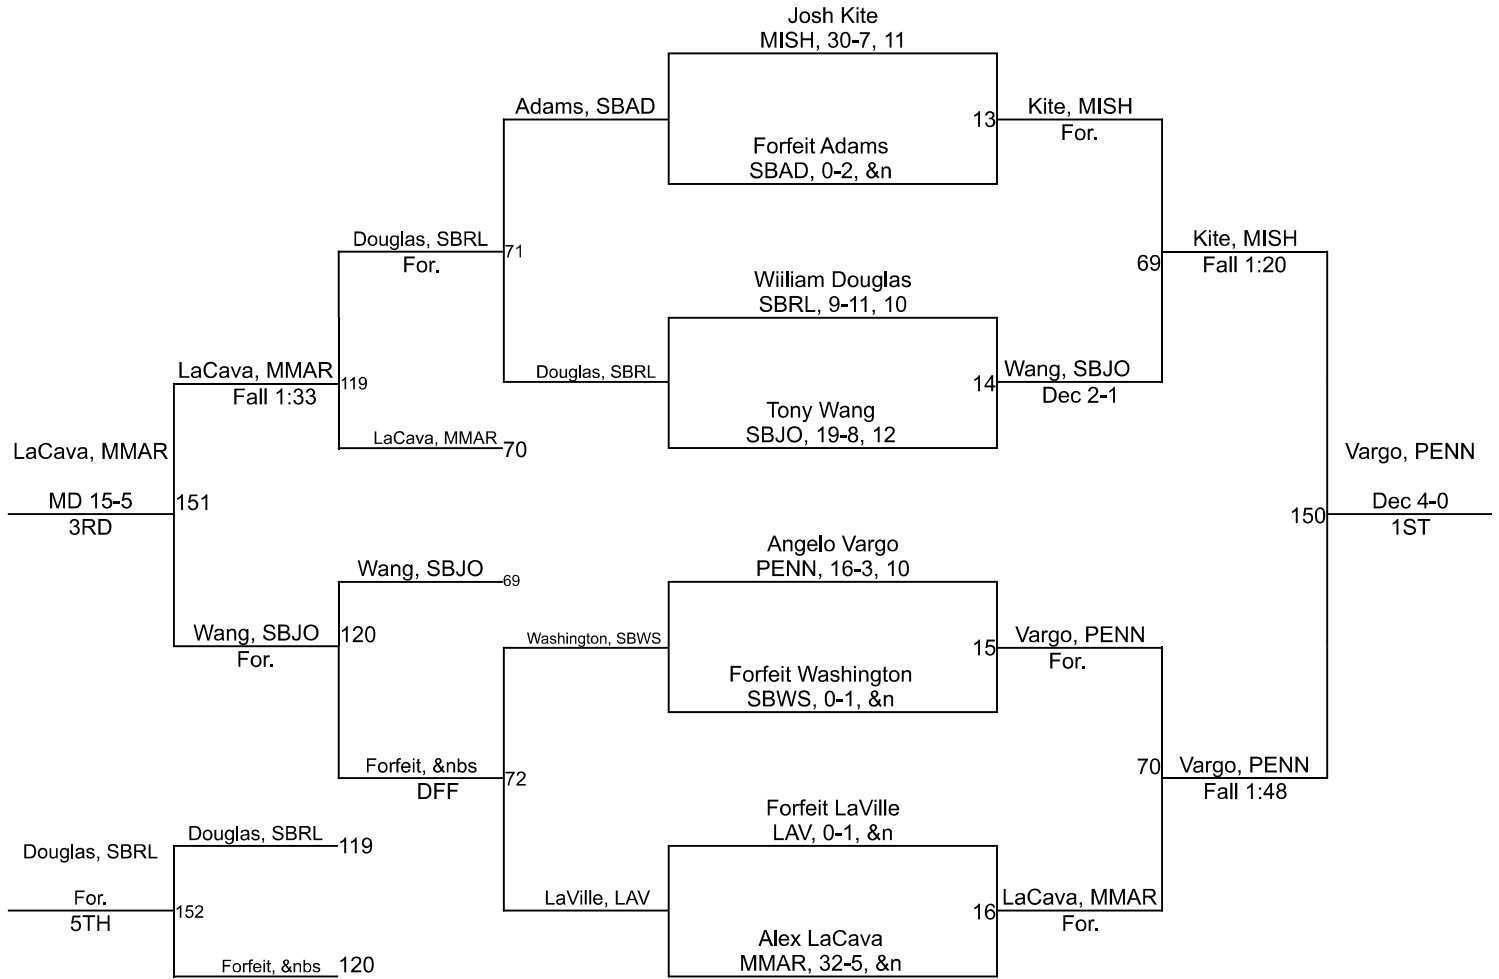 Josh Kite
MISH, 30-7, 11
Adams, SBAD
13
Kite, MISH
For.
Forfeit Adams
SBAD, 0-2, &n
Douglas, SBRL
For.
71
Kite, MISH
Fall 1:20
69
Wiiliam Douglas
SBRL, 9-11, 10
LaCava, MMAR
Fall 1:33
119
Douglas, SBRL
14
Wang, SBJO
Dec 2-1
Tony Wang
SBJO, 19-8, 12
LaCava, MMAR
70
LaCava, MMAR
MD 15-5
3RD
151
Vargo, PENN
Dec 4-0
1ST
150
Angelo Vargo
PENN, 16-3, 10
Wang, SBJO
69
Wang, SBJO
For.
120
Washington, SBWS
15
Vargo, PENN
For.
Forfeit Washington
SBWS, 0-1, &n
Forfeit, &nbs
DFF
72
70
Vargo, PENN
Fall 1:48
Forfeit LaVille
LAV, 0-1, &n
Douglas, SBRL
119
Douglas, SBRL
For.
5TH
152
LaVille, LAV
16
LaCava, MMAR
For.
Alex LaCava
MMAR, 32-5, &n
Forfeit, &nbs
120